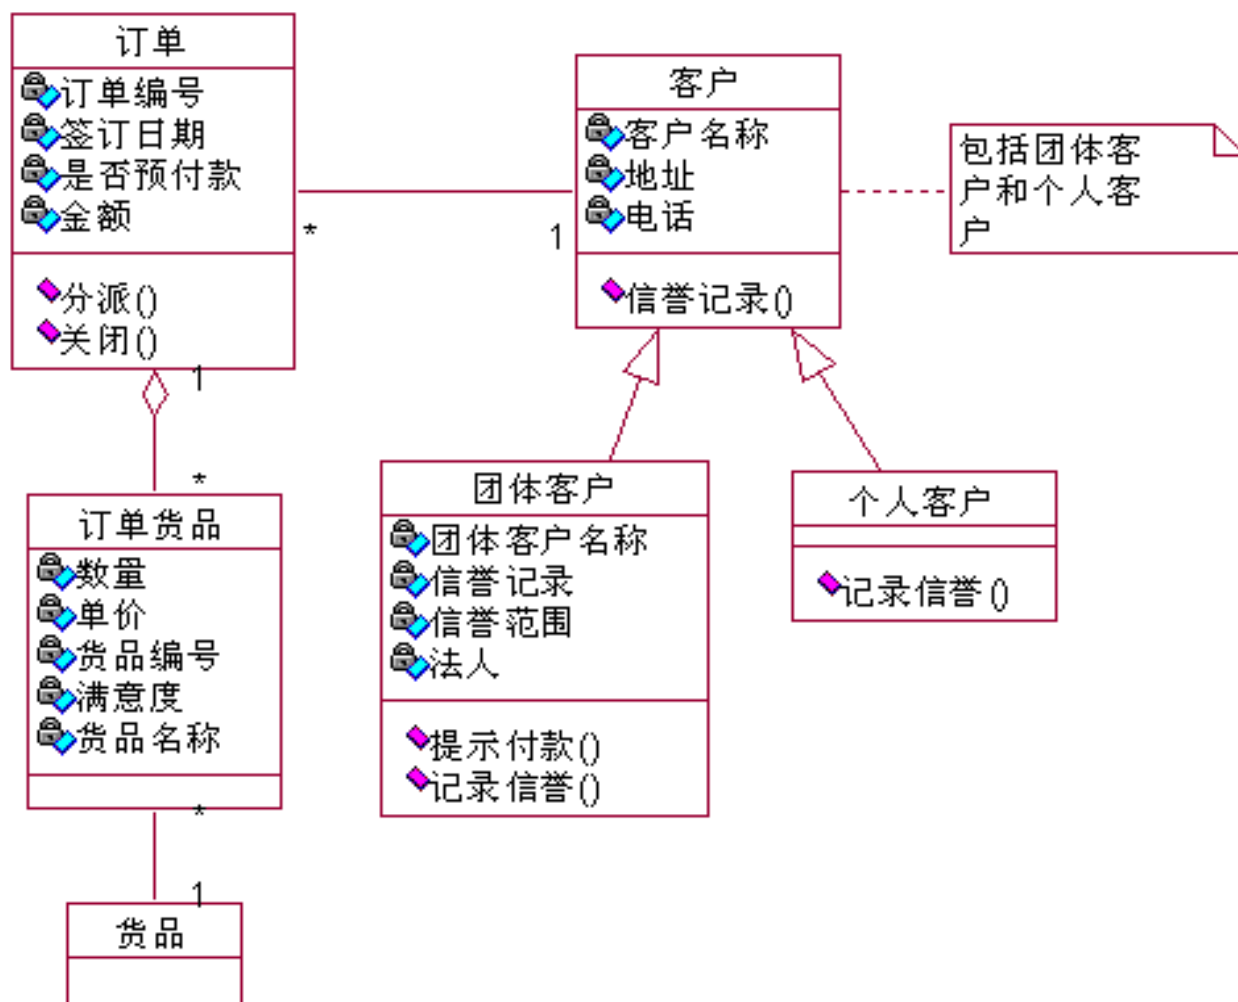 订单
订单编号
签订日期
是否预付款
金额
分派()
关闭()
*
1
客户
客户名称
地址
电话
信誉记录()
包括团体客
户和个人客
户
1
*
订单货品
数量
单价
货品编号
满意度
货品名称
团体客户
团体客户名称
信誉记录
信誉范围
法人
提示付款()
记录信誉()
个人客户
记录信誉()
*
1
货品